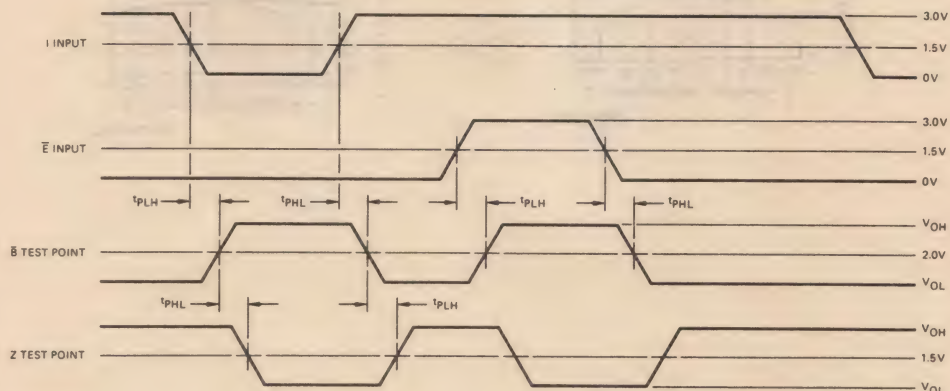 3.0V
I INPUT
1.5V
0V
3.0V
E̅ INPUT
1.5V
0V
tPLH
tPHL
tPLH
tPHL
VOH
B̅ TEST POINT
2.0V
VOL
tPHL
tPLH
VOH
Z TEST POINT
1.5V
VOL